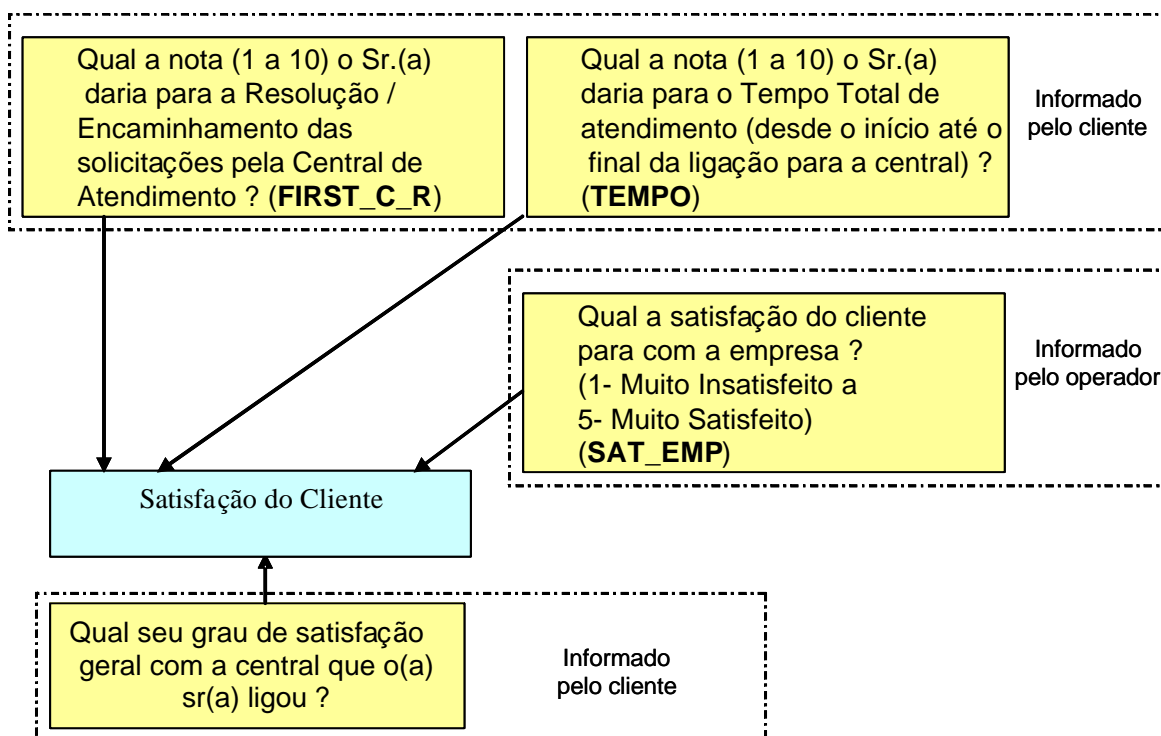 Qual a nota (1 a 10) o Sr.(a)
daria para a Resolução /
Encaminhamento das
solicitações pela Central de
Atendimento ? (FIRST_C_R)
Qual a nota (1 a 10) o Sr.(a)
daria para o Tempo Total de
atendimento (desde o início até o
final da ligação para a central) ?
(TEMPO)
Informado
pelo cliente
Qual a satisfação do cliente
para com a empresa ?
(1- Muito Insatisfeito a
5- Muito Satisfeito)
(SAT_EMP)
Informado
pelo operador
Satisfação do Cliente
Qual seu grau de satisfação
geral com a central que o(a)
sr(a) ligou ?
Informado
pelo cliente